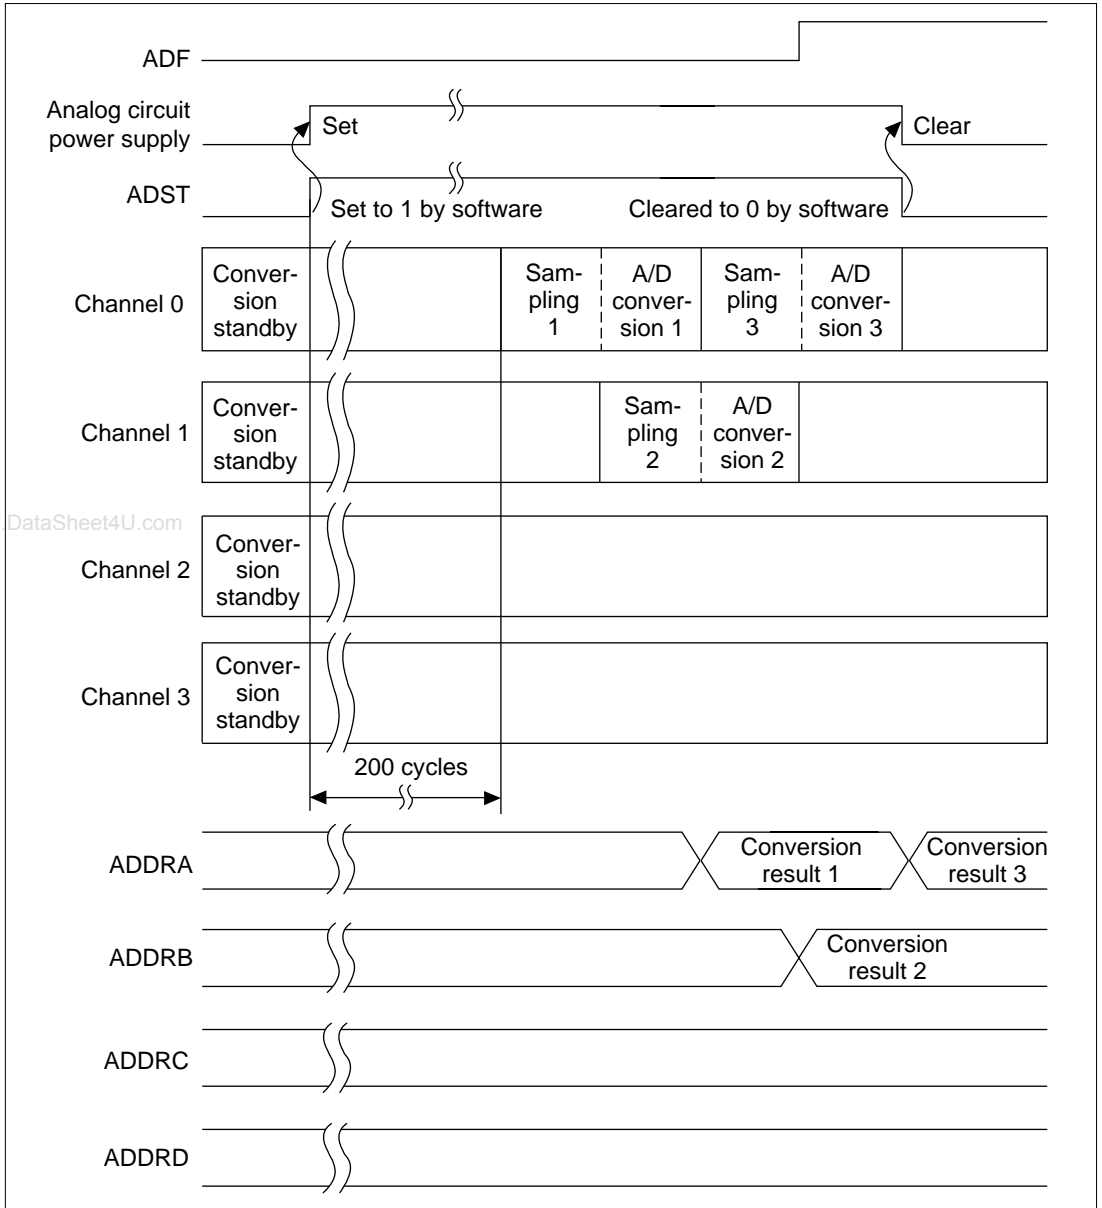 ADF
Analog circuit
power supply
Set
Clear
ADST
Set to 1 by software
Cleared to 0 by software
Channel 0
Conver-
sion
standby
Sam-
pling
1
A/D
conver-
sion 1
Sam-
pling
3
A/D
conver-
sion 3
Channel 1
Conver-
sion
standby
Sam-
pling
2
A/D
conver-
sion 2
.DataSheet4U.com
Channel 2
Conver-
sion
standby
Channel 3
Conver-
sion
standby
200 cycles
ADDRA
Conversion
result 1
Conversion
result 3
ADDRB
Conversion
result 2
ADDRC
ADDRD